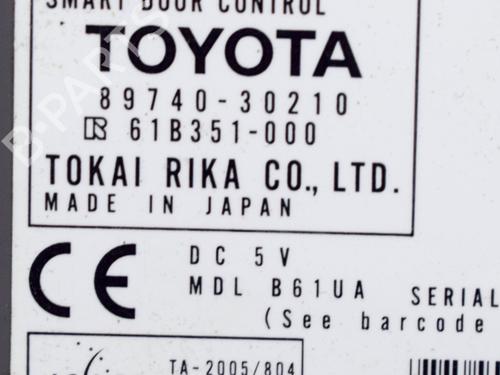 SMART DOOR CONTROL
TOYOTA
89740-30210
R 61B351-000
TOKAI RIKA CO., LTD.
MADE IN JAPAN
CE
DC 5V
MDL B61UA
SERIAL
(See barcode
TA-2005/804
B-PARTS